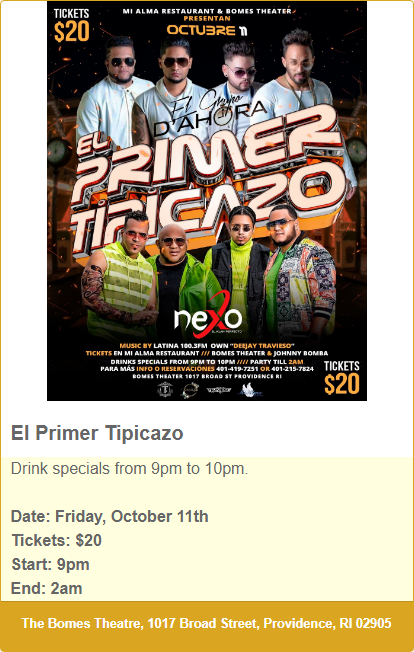 MI ALMA RESTAURANT & BOMES THEATER
PRESENTAN
TICKETS
$20
OCTUBRE 11
El Grupo
D'AHORA
EL
PRIMER
TIPICAZO
nexo
MUSIC BY LATINA 100.3FM OWN "DEEJAY TRAVIESO"
TICKETS EN MI ALMA RESTAURANT /// BOMES THEATER & JOHNNY BOMBA
DRINKS SPECIALS FROM 9PM TO 10PM //// PARTY TILL 2AM
PARA MÁS INFO O RESERVACIONES 401-419-7251 OR 401-215-7824
BOMES THEATER 1017 BROAD ST PROVIDENCE RI
TICKETS
$20
El Primer Tipicazo
Drink specials from 9pm to 10pm.
Date: Friday, October 11th
Tickets: $20
Start: 9pm
End: 2am
The Bomes Theatre, 1017 Broad Street, Providence, RI 02905